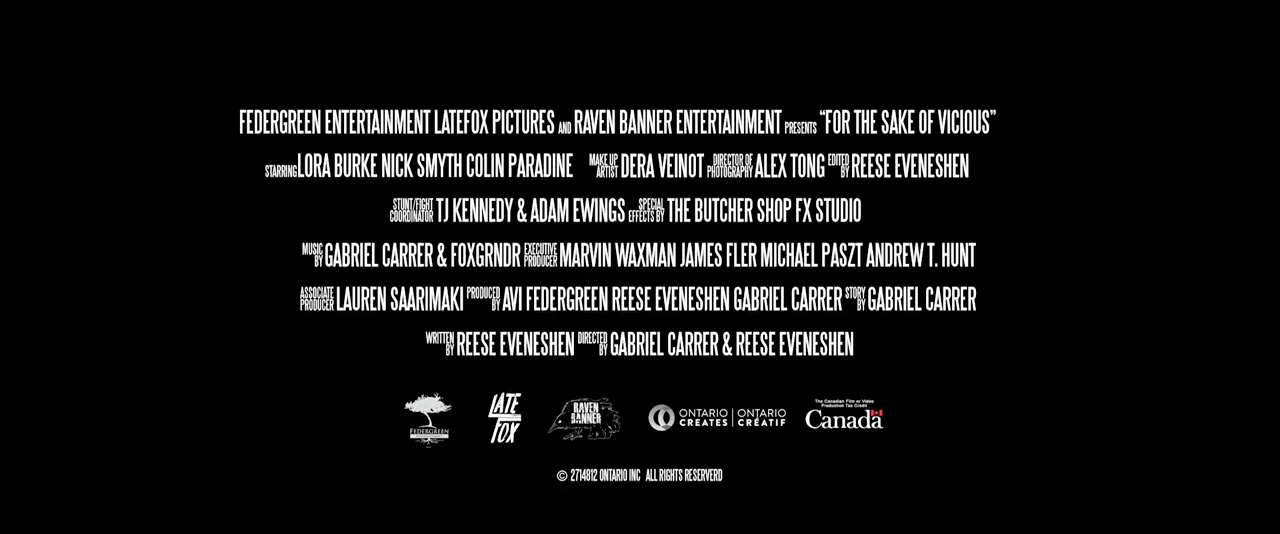 FEDERGREEN ENTERTAINMENT LATEFOX PICTURES AND RAVEN BANNER ENTERTAINMENT PRESENTS “FOR THE SAKE OF VICIOUS”
STARRING LORA BURKE NICK SMYTH COLIN PARADINE MAKE UP ARTIST DERA VEINOT DIRECTOR OF PHOTOGRAPHY ALEX TONG EDITED BY REESE EVENESHEN
STUNT/FIGHT COORDINATOR TJ KENNEDY & ADAM EWINGS SPECIAL EFFECTS BY THE BUTCHER SHOP FX STUDIO
MUSIC BY GABRIEL CARRER & FOXGRNDR EXECUTIVE PRODUCER MARVIN WAXMAN JAMES FLER MICHAEL PASZT ANDREW T. HUNT
ASSOCIATE PRODUCER LAUREN SAARIMAKI PRODUCED BY AVI FEDERGREEN REESE EVENESHEN GABRIEL CARRER STORY BY GABRIEL CARRER
WRITTEN BY REESE EVENESHEN DIRECTED BY GABRIEL CARRER & REESE EVENESHEN
FEDERGREEN
LATE FOX
RAVEN BANNER
ONTARIO CREATES | ONTARIO CRÉATIF
The Canadian Film or Video
Production Tax Credit
Canada
© 2714812 ONTARIO INC ALL RIGHTS RESERVERD